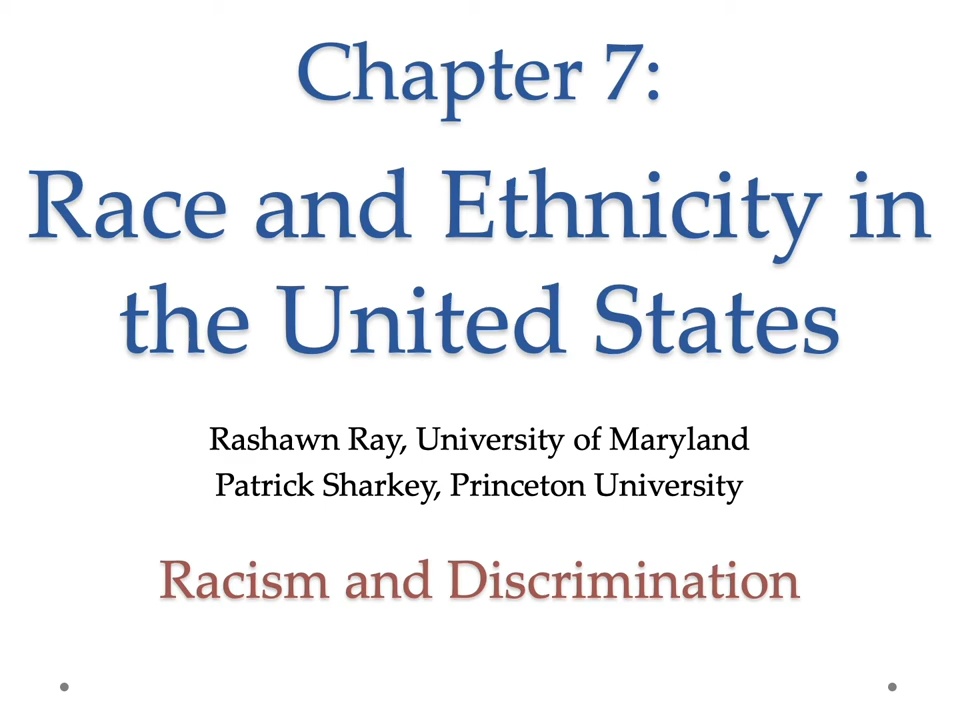 Chapter 7:
Race and Ethnicity in
the United States
Rashawn Ray, University of Maryland
Patrick Sharkey, Princeton University
Racism and Discrimination